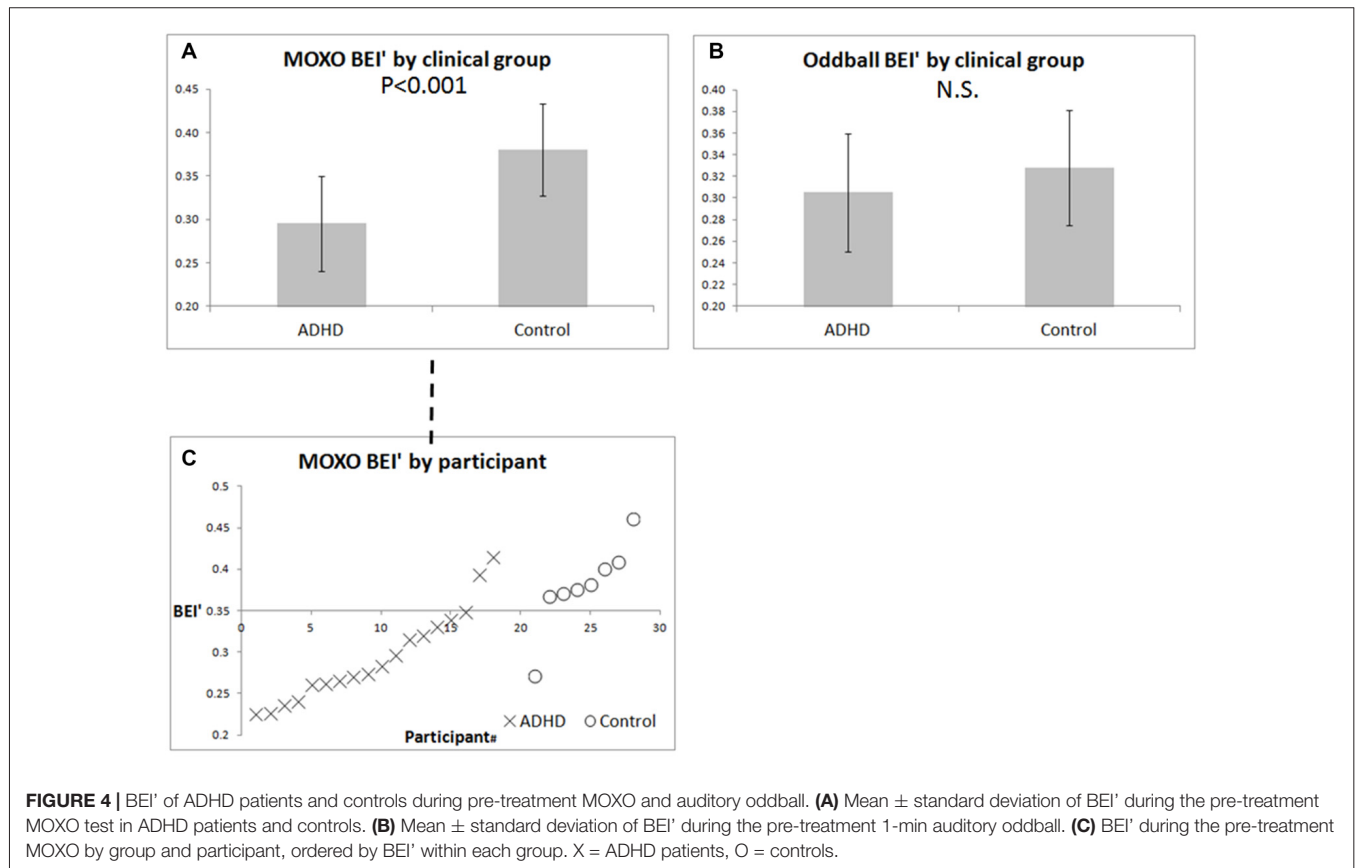 A
MOXO BEI' by clinical group
P<0.001
0.45
0.40
0.35
0.30
0.25
0.20
ADHD Control
B
Oddball BEI' by clinical group
N.S.
0.40
0.38
0.36
0.34
0.32
0.30
0.28
0.26
0.24
0.22
0.20
ADHD Control
C
MOXO BEI' by participant
0.5
0.45
0.4
BEI' 0.35
0 5 10 15 20 25 30
0.3
0.25
0.2
× ADHD O Control
Participant#
FIGURE 4 | BEI' of ADHD patients and controls during pre-treatment MOXO and auditory oddball. (A) Mean ± standard deviation of BEI' during the pre-treatment
MOXO test in ADHD patients and controls. (B) Mean ± standard deviation of BEI' during the pre-treatment 1-min auditory oddball. (C) BEI' during the pre-treatment
MOXO by group and participant, ordered by BEI' within each group. X = ADHD patients, O = controls.